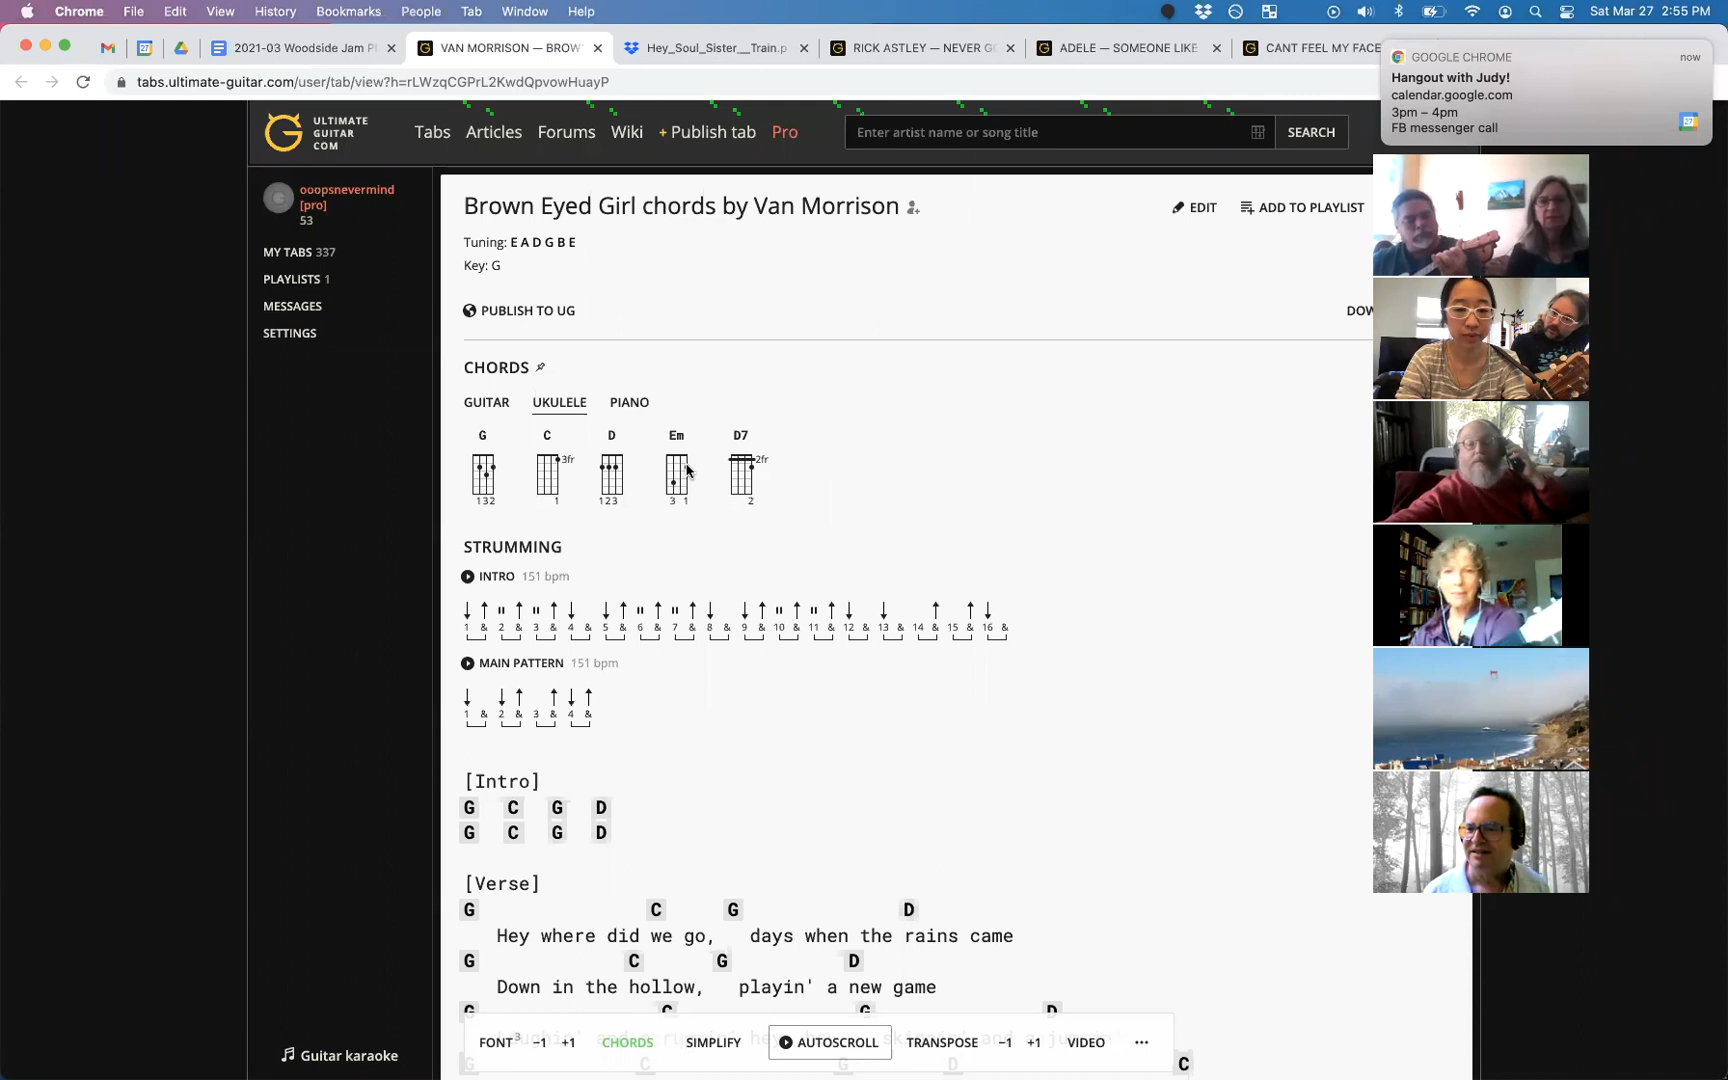 Chrome File Edit View History Bookmarks People Tab Window Help
Sat Mar 27 2:55 PM
2021-03 Woodside Jam Pl
VAN MORRISON — BROW
Hey_Soul_Sister__Train.p
RICK ASTLEY — NEVER G
ADELE — SOMEONE LIKE
CANT FEEL MY FACE
tabs.ultimate-guitar.com/user/tab/view?h=rLWzqCGPrL2KwdQpvowHuayP
GOOGLE CHROME now
Hangout with Judy!
calendar.google.com
3pm – 4pm
FB messenger call
ULTIMATE
GUITAR
COM
Tabs Articles Forums Wiki + Publish tab Pro
Enter artist name or song title
SEARCH
ooopsnevermind
[pro]
53
MY TABS 337
PLAYLISTS 1
MESSAGES
SETTINGS
Guitar karaoke
Brown Eyed Girl chords by Van Morrison
EDIT ADD TO PLAYLIST
Tuning: E A D G B E
Key: G
PUBLISH TO UG
DOW
CHORDS
GUITAR UKULELE PIANO
G C D Em D7
3fr 2fr
132 1 123 3 1 2
STRUMMING
INTRO 151 bpm
1 & 2 & 3 & 4 & 5 & 6 & 7 & 8 & 9 & 10 & 11 & 12 & 13 & 14 & 15 & 16 &
MAIN PATTERN 151 bpm
1 & 2 & 3 & 4 &
[Intro]
G C G D
G C G D
[Verse]
G C G D
Hey where did we go, days when the rains came
G C G D
Down in the hollow, playin' a new game
G C G D
G C G D C
FONT 3 −1 +1 CHORDS SIMPLIFY AUTOSCROLL TRANSPOSE −1 +1 VIDEO ...